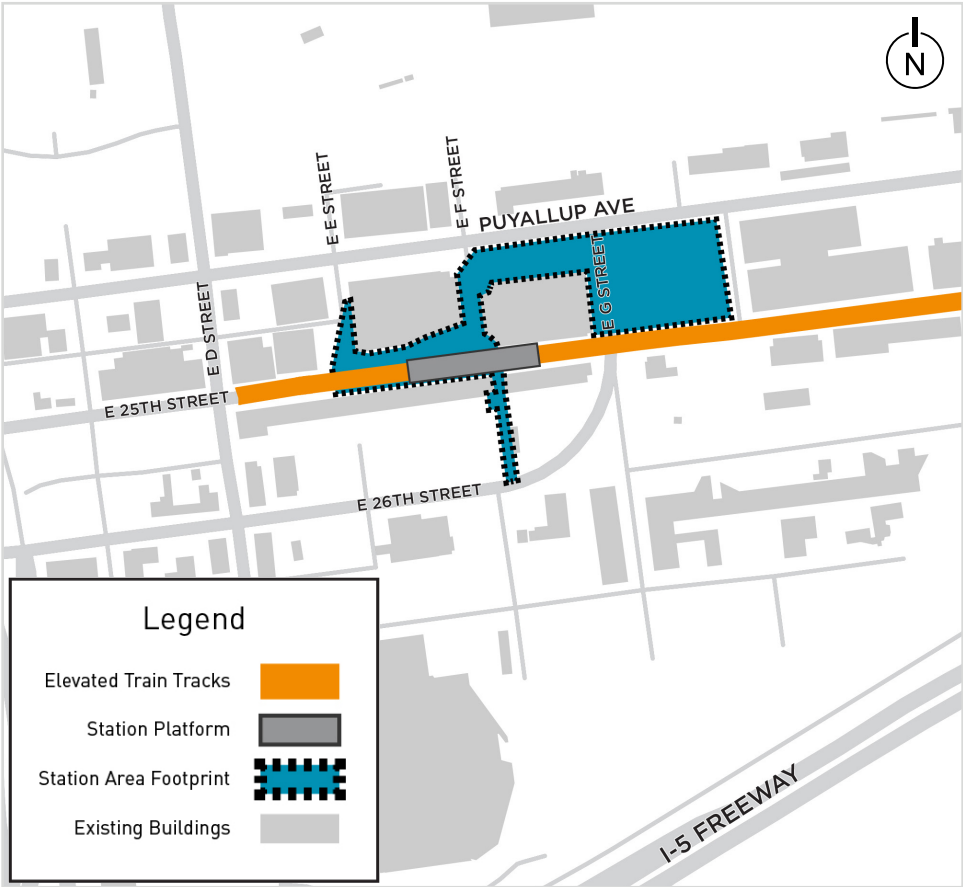 N
E E STREET
E F STREET
PUYALLUP AVE
E G STREET
E D STREET
E 25TH STREET
E 26TH STREET
Legend
Elevated Train Tracks
Station Platform
Station Area Footprint
Existing Buildings
I-5 FREEWAY